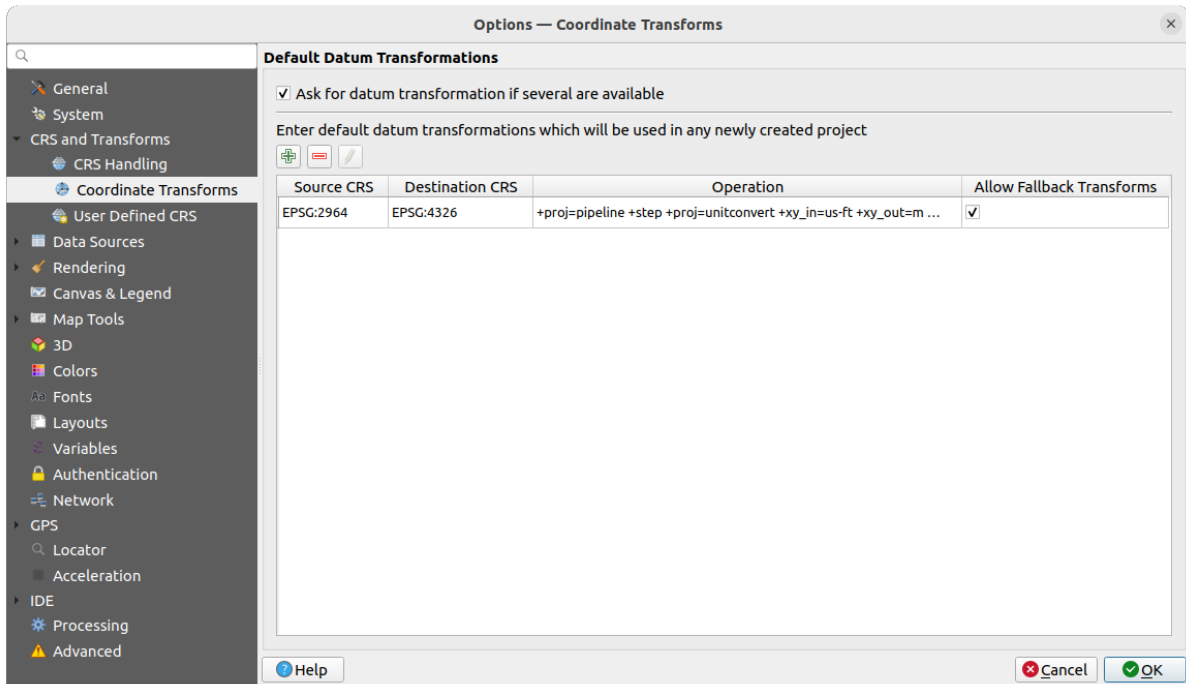 Options — Coordinate Transforms
General
System
CRS and Transforms
CRS Handling
Coordinate Transforms
User Defined CRS
Data Sources
Rendering
Canvas & Legend
Map Tools
3D
Colors
Fonts
Layouts
Variables
Authentication
Network
GPS
Locator
Acceleration
IDE
Processing
Advanced
Default Datum Transformations
Ask for datum transformation if several are available
Enter default datum transformations which will be used in any newly created project
Source CRS Destination CRS Operation Allow Fallback Transforms
EPSG:2964 EPSG:4326 +proj=pipeline +step +proj=unitconvert +xy_in=us-ft +xy_out=m ...
Help Cancel OK